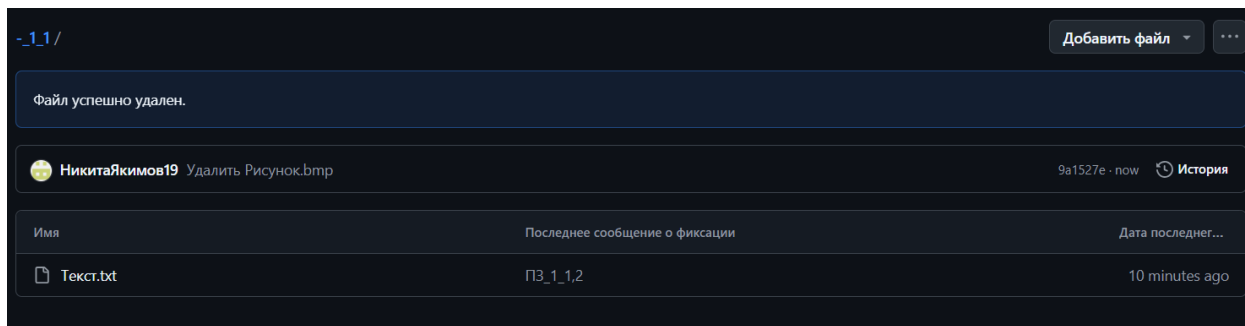 -_1_1 /
Добавить файл
Файл успешно удален.
НикитаЯкимов19 Удалить Рисунок.bmp 9a1527e · now История
Имя Последнее сообщение о фиксации Дата последнег...
Текст.txt ПЗ_1_1,2 10 minutes ago